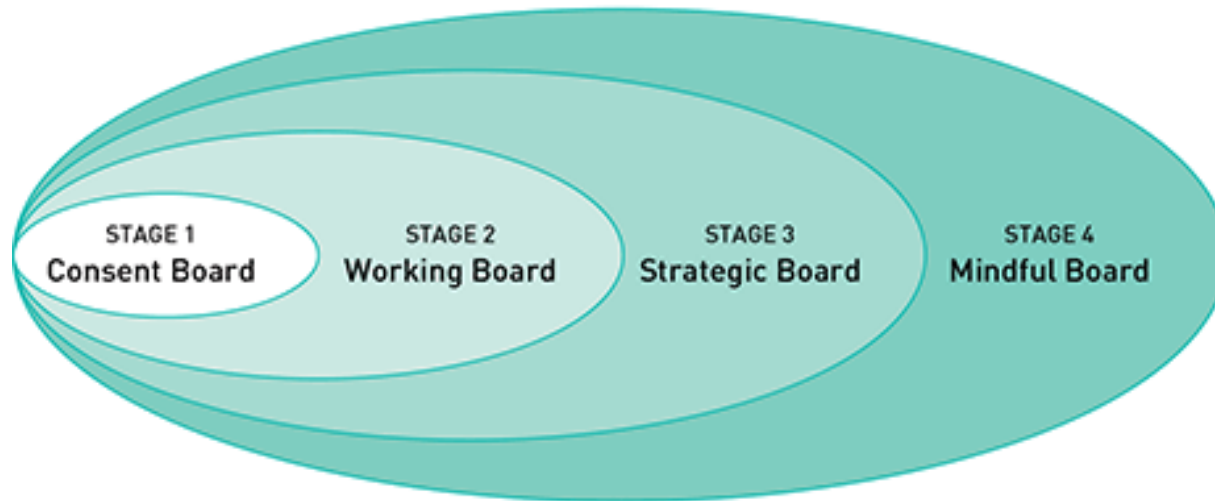 STAGE 1
Consent Board
STAGE 2
Working Board
STAGE 3
Strategic Board
STAGE 4
Mindful Board